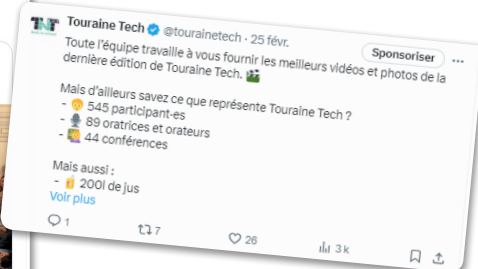 TNT
Touraine Tech @tourainetech · 25 févr.
Sponsoriser
Toute l'équipe travaille à vous fournir les meilleurs vidéos et photos de la
dernière édition de Touraine Tech. 🎬
Mais d'ailleurs savez ce que représente Touraine Tech ?
- 🧑 545 participant-es
- 🎙️ 89 oratrices et orateurs
- 🙋 44 conférences
Mais aussi :
- 🧃 200l de jus
Voir plus
1
7
26
3 k